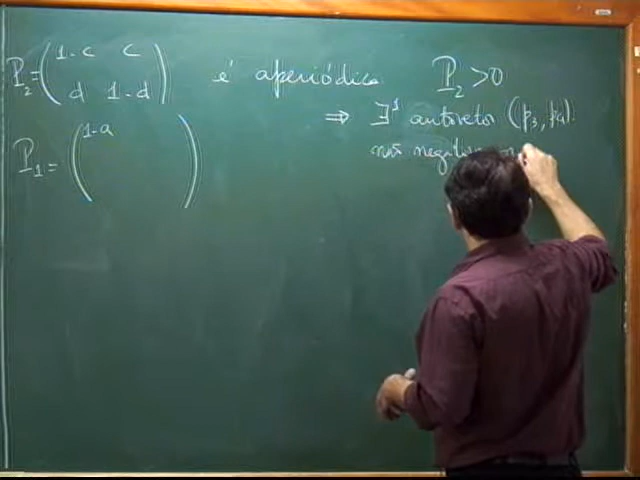 P₂ = ( 1-c c
d 1-d ) é aperiódica P₂ > 0
⇒ ∃¹ autovetor (p₃, p₄):
não negativo
P₁ = ( 1-a )